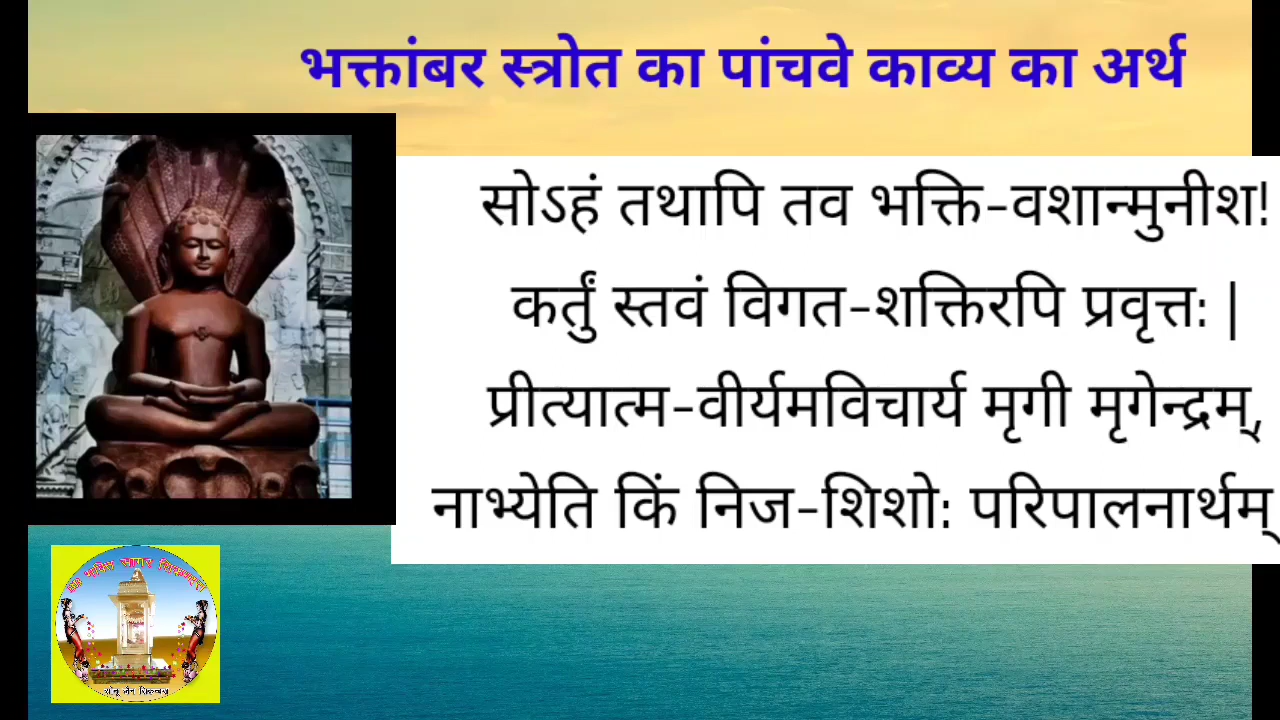 भक्तांबर स्त्रोत का पांचवे काव्य का अर्थ
सोऽहं तथापि तव भक्ति-वशान्मुनीश!
कर्तुं स्तवं विगत-शक्तिरपि प्रवृत्तः |
प्रीत्यात्म-वीर्यमविचार्य मृगी मृगेन्द्रम्,
नाभ्येति किं निज-शिशोः परिपालनार्थम्